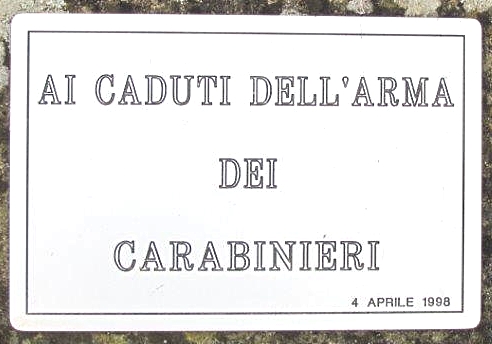 AI CADUTI DELL'ARMA
DEI
CARABINIERI
4 APRILE 1998